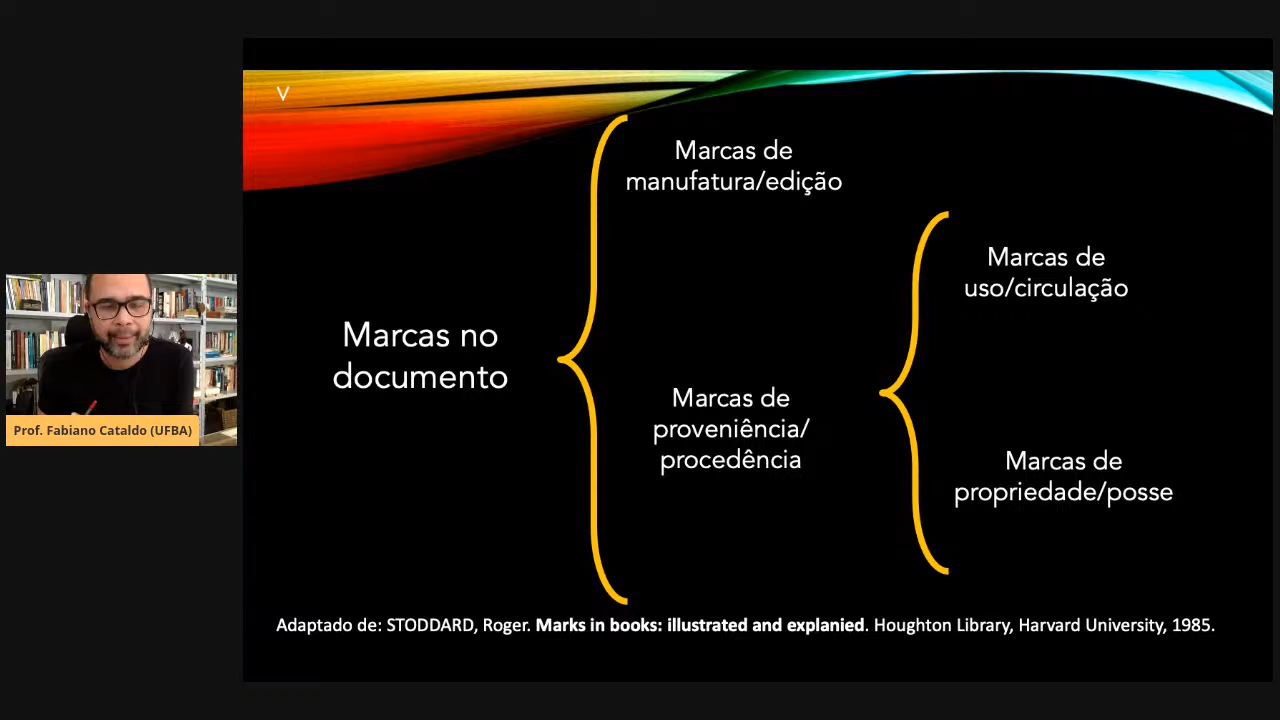 V
Marcas de
manufatura/edição
Marcas de
uso/circulação
Marcas no
documento
Marcas de
proveniência/
procedência
Marcas de
propriedade/posse
Prof. Fabiano Cataldo (UFBA)
Adaptado de: STODDARD, Roger. Marks in books: illustrated and explanied. Houghton Library, Harvard University, 1985.